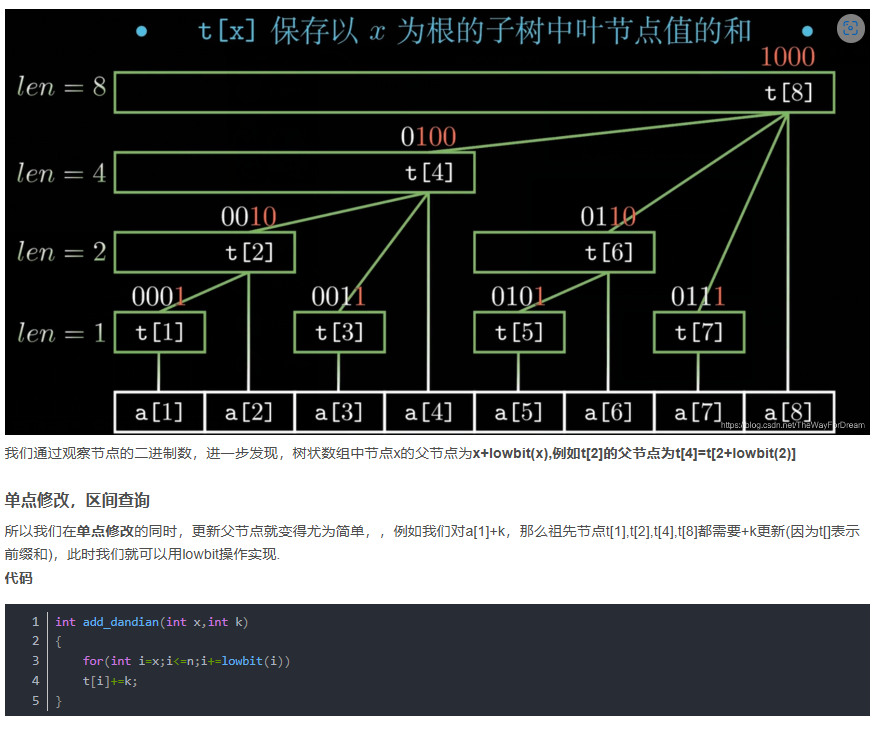 t[x] 保存以 x 为根的子树中叶节点值的和
1000
len = 8 t[8]
0100
len = 4 t[4]
0010 0110
len = 2 t[2] t[6]
0001 0011 0101 0111
len = 1 t[1] t[3] t[5] t[7]
a[1] a[2] a[3] a[4] a[5] a[6] a[7] a[8]
https://blog.csdn.net/TheWayForDream
我们通过观察节点的二进制数，进一步发现，树状数组中节点x的父节点为x+lowbit(x),例如t[2]的父节点为t[4]=t[2+lowbit(2)]
单点修改，区间查询
所以我们在单点修改的同时，更新父节点就变得尤为简单，，例如我们对a[1]+k，那么祖先节点t[1],t[2],t[4],t[8]都需要+k更新(因为t[]表示
前缀和)，此时我们就可以用lowbit操作实现.
代码
1 int add_dandian(int x,int k)
2 {
3 for(int i=x;i<=n;i+=lowbit(i))
4 t[i]+=k;
5 }